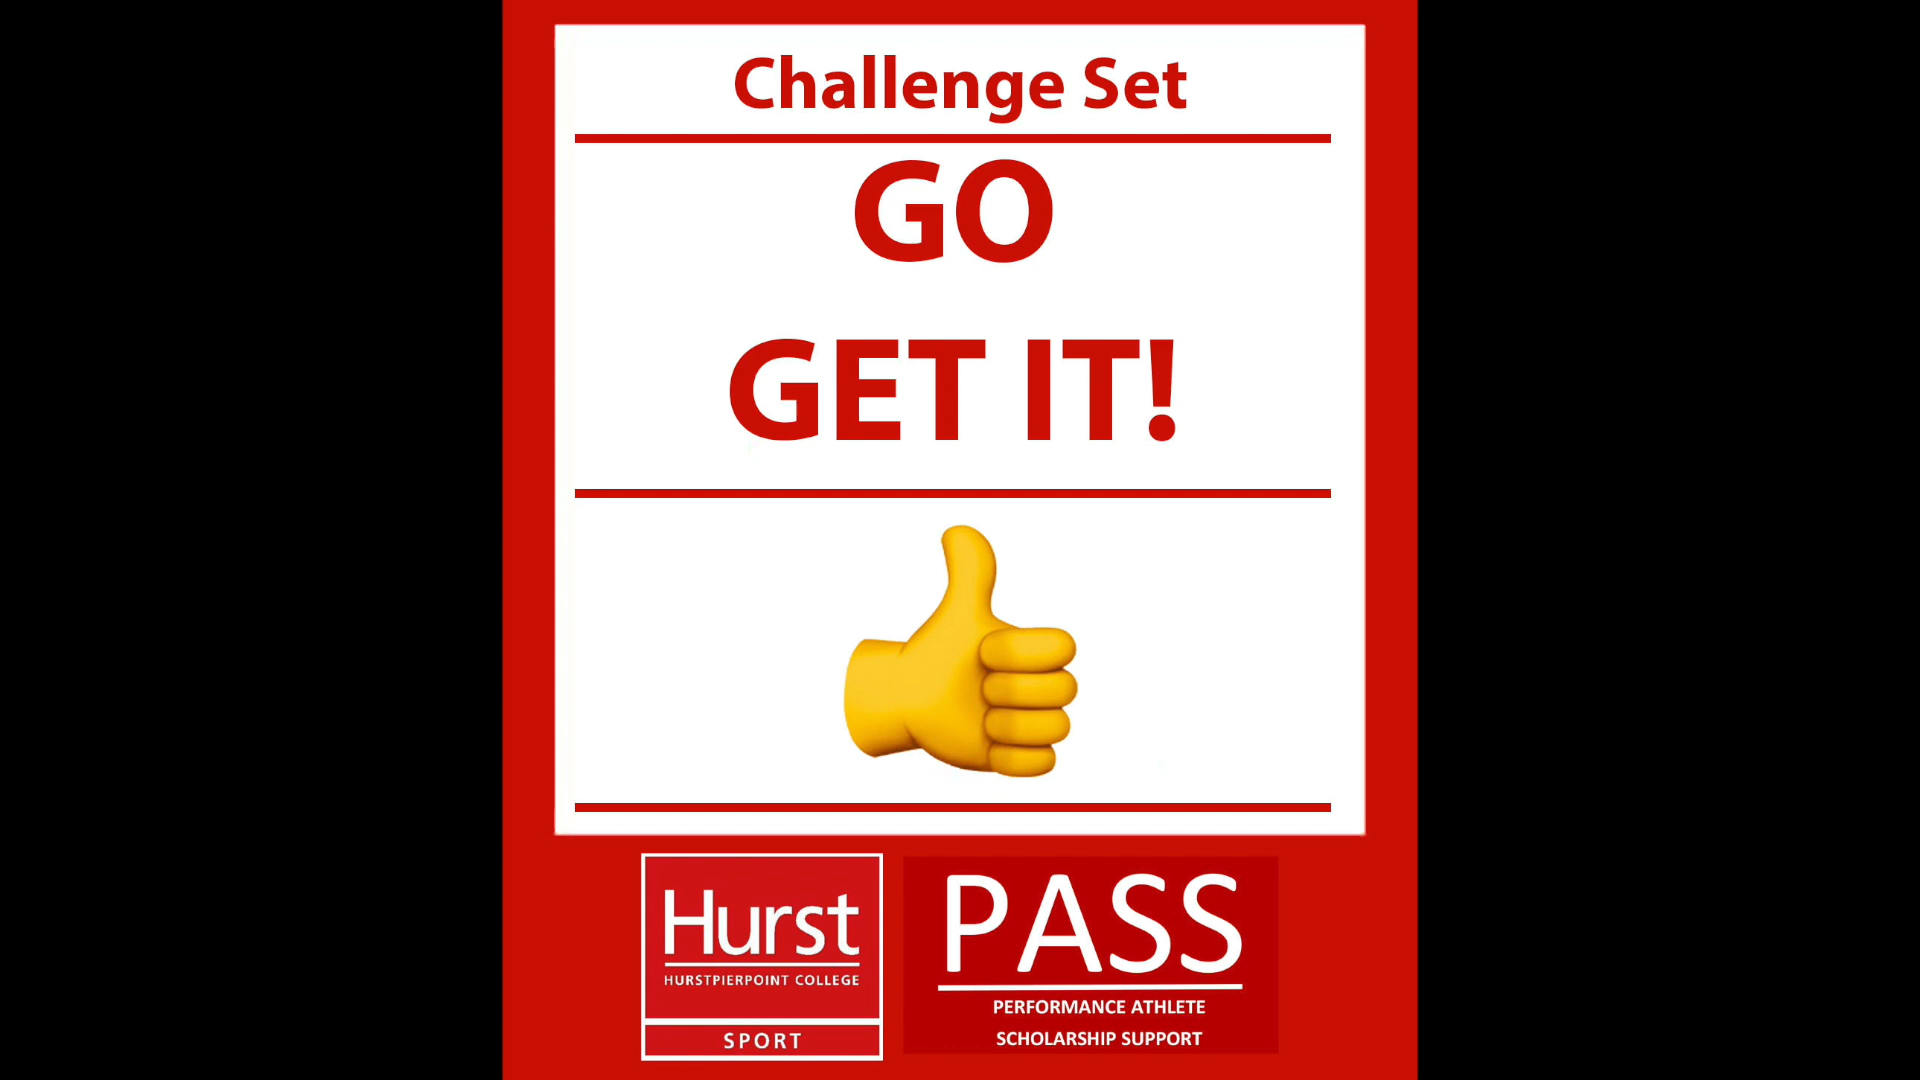 Challenge Set
GO
GET IT!
Hurst
HURSTPIERPOINT COLLEGE
SPORT
PASS
PERFORMANCE ATHLETE
SCHOLARSHIP SUPPORT